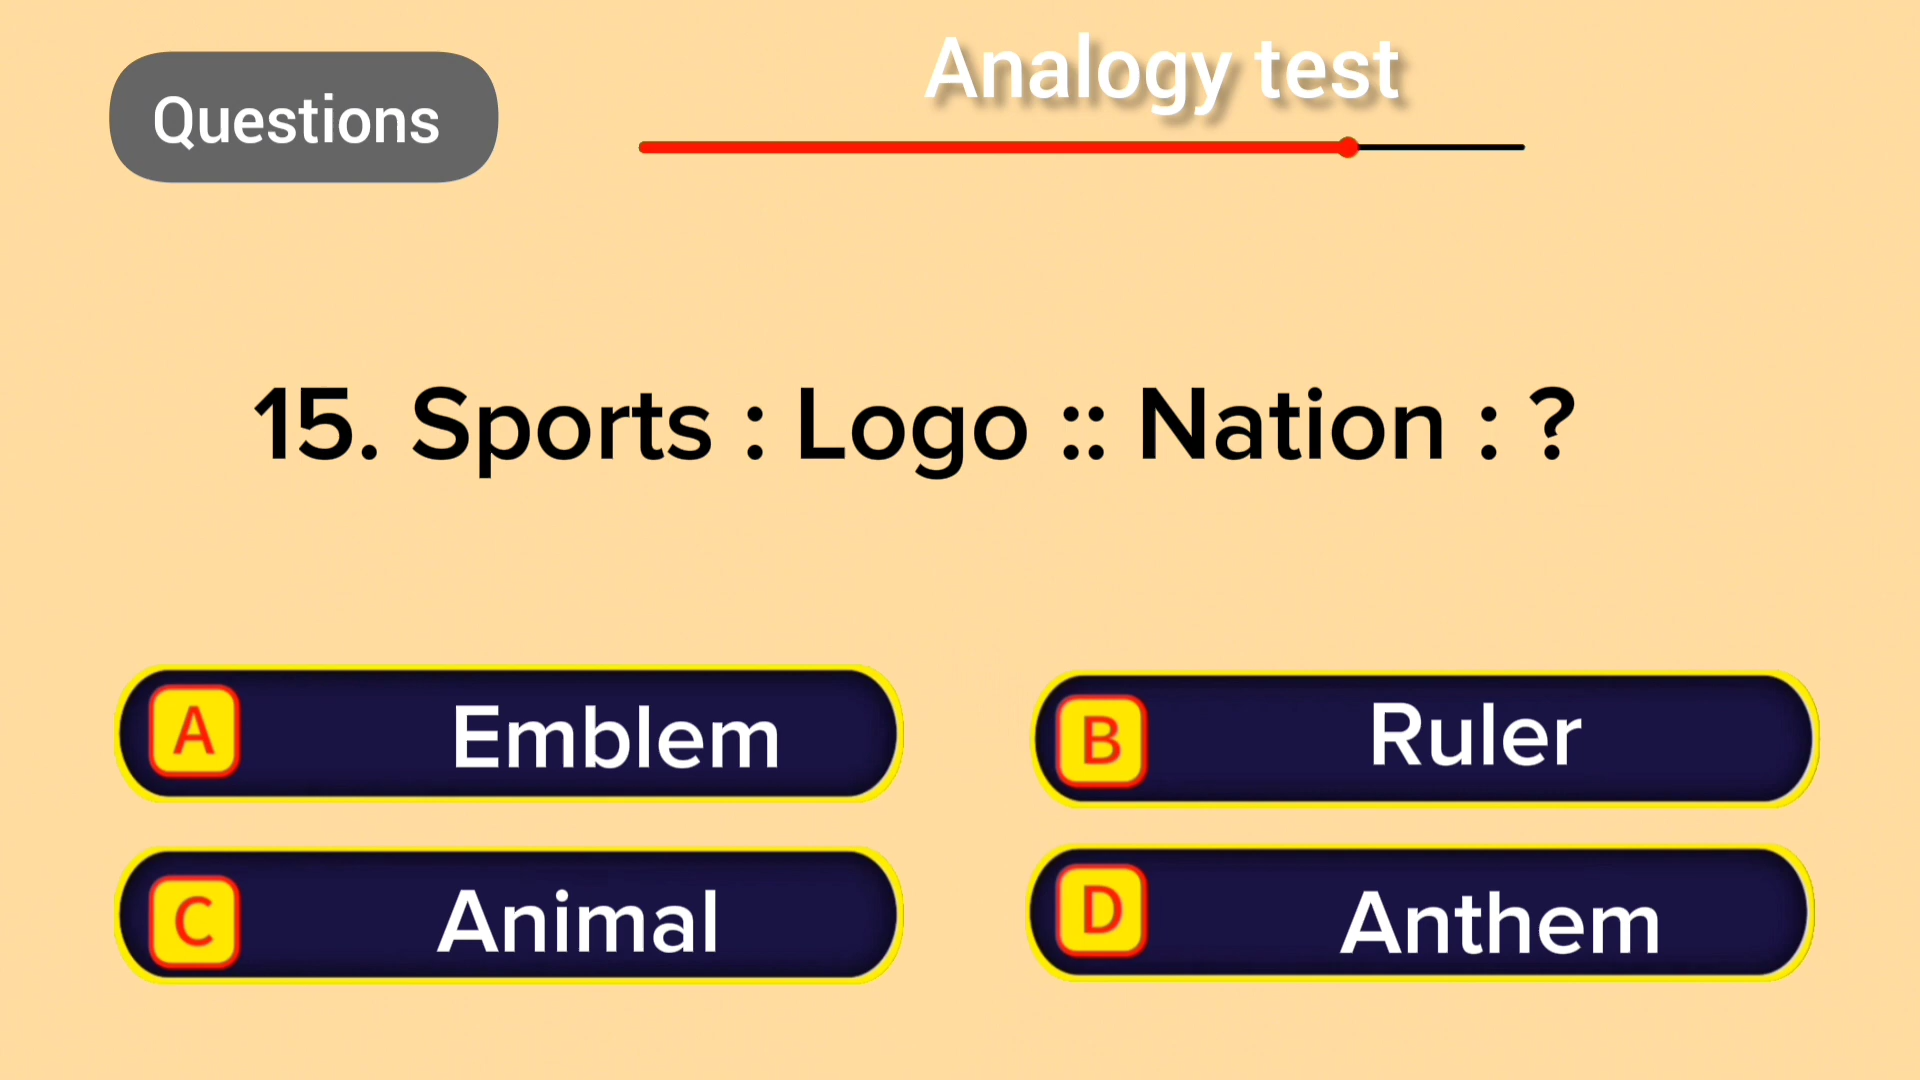 Analogy test
Questions
15. Sports : Logo :: Nation : ?
A Emblem
B Ruler
C Animal
D Anthem